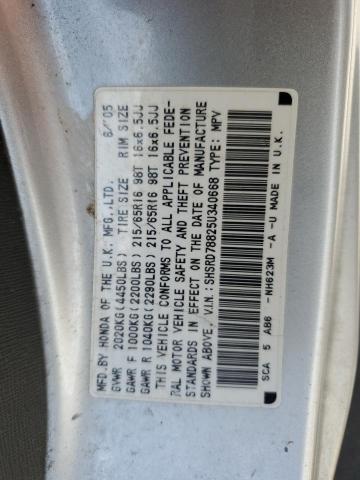 MFD.BY HONDA OF THE U.K. MFG.,LTD. 6/'05
GVWR 2020KG(4450LBS) TIRE SIZE RIM SIZE
GAWR F 1000KG(2200LBS) 215/65R16 98T 16x6.5JJ
GAWR R 1040KG(2290LBS) 215/65R16 98T 16x6.5JJ
THIS VEHICLE CONFORMS TO ALL APPLICABLE FEDE-
RAL MOTOR VEHICLE SAFETY AND THEFT PREVENTION
STANDARDS IN EFFECT ON THE DATE OF MANUFACTURE
SHOWN ABOVE. V.I.N.:SHSRD78825U340668 TYPE: MPV
SCA 5 AB6 -NH623M -A -U MADE IN U.K.